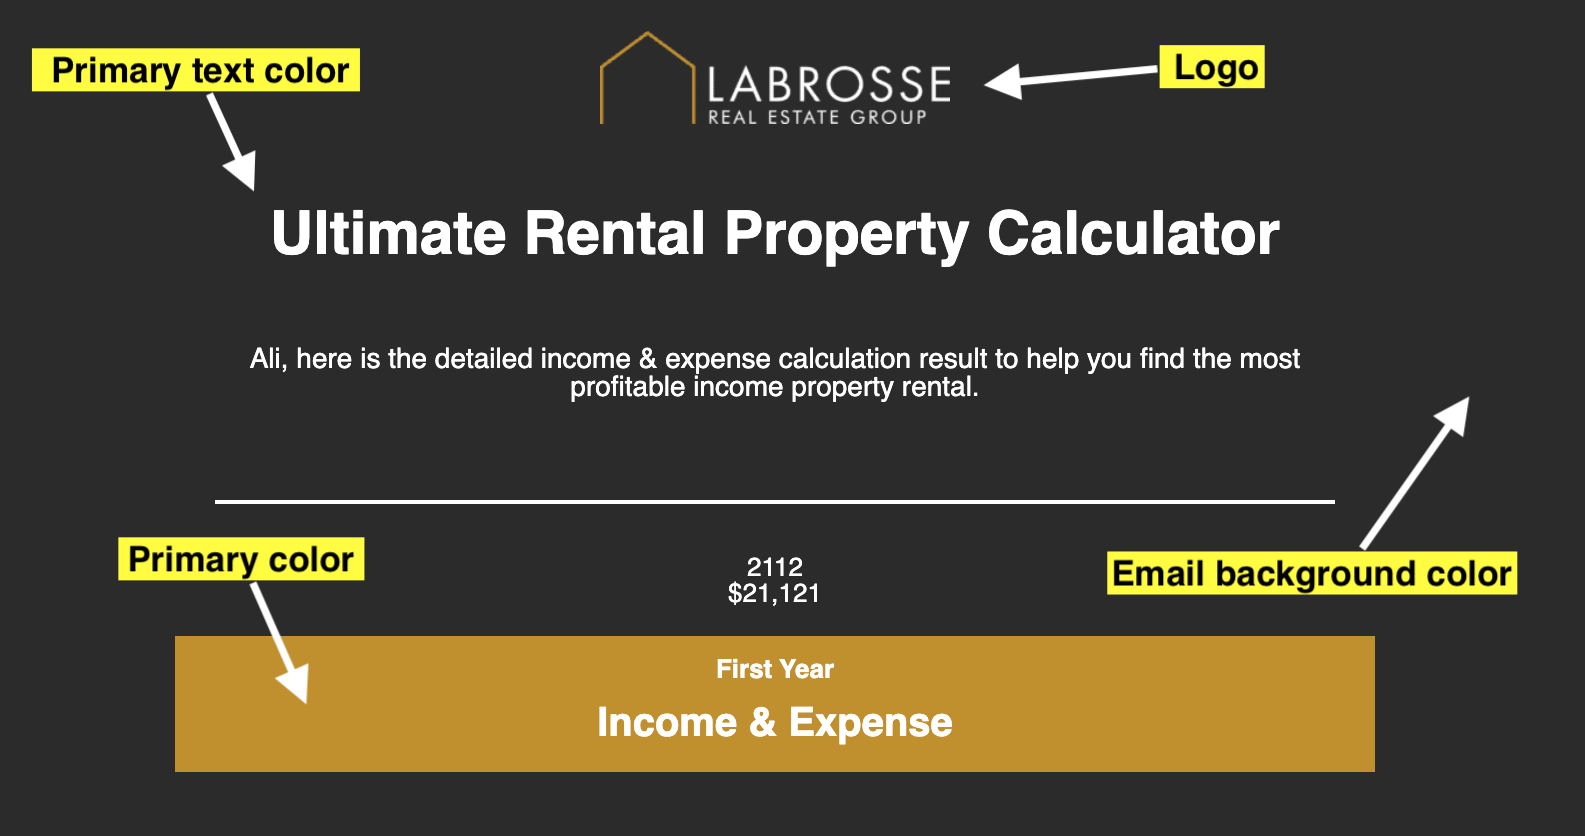 Primary text color
Logo
LABROSSE
REAL ESTATE GROUP
Ultimate Rental Property Calculator
Ali, here is the detailed income & expense calculation result to help you find the most
profitable income property rental.
Primary color
Email background color
2112
$21,121
First Year
Income & Expense